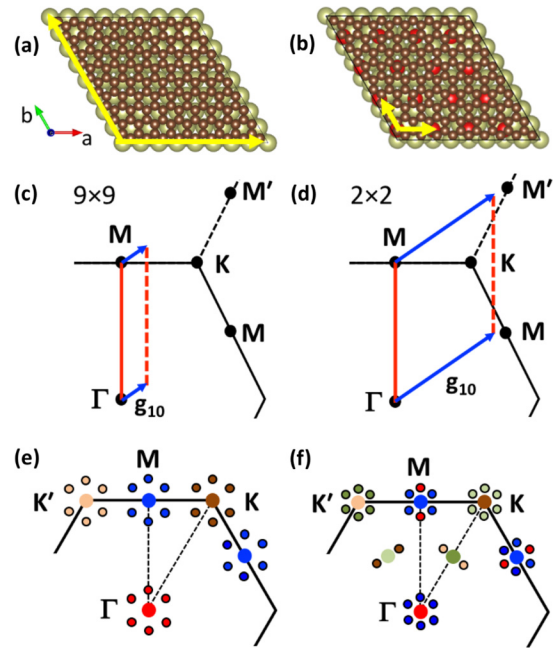 (a)
(b)
b
a
(c) 9×9
(d) 2×2
M′
M
K
Γ
g₁₀
M
M′
M
K
Γ
g₁₀
M
(e)
M
K′
K
Γ
(f)
M
K′
K
Γ